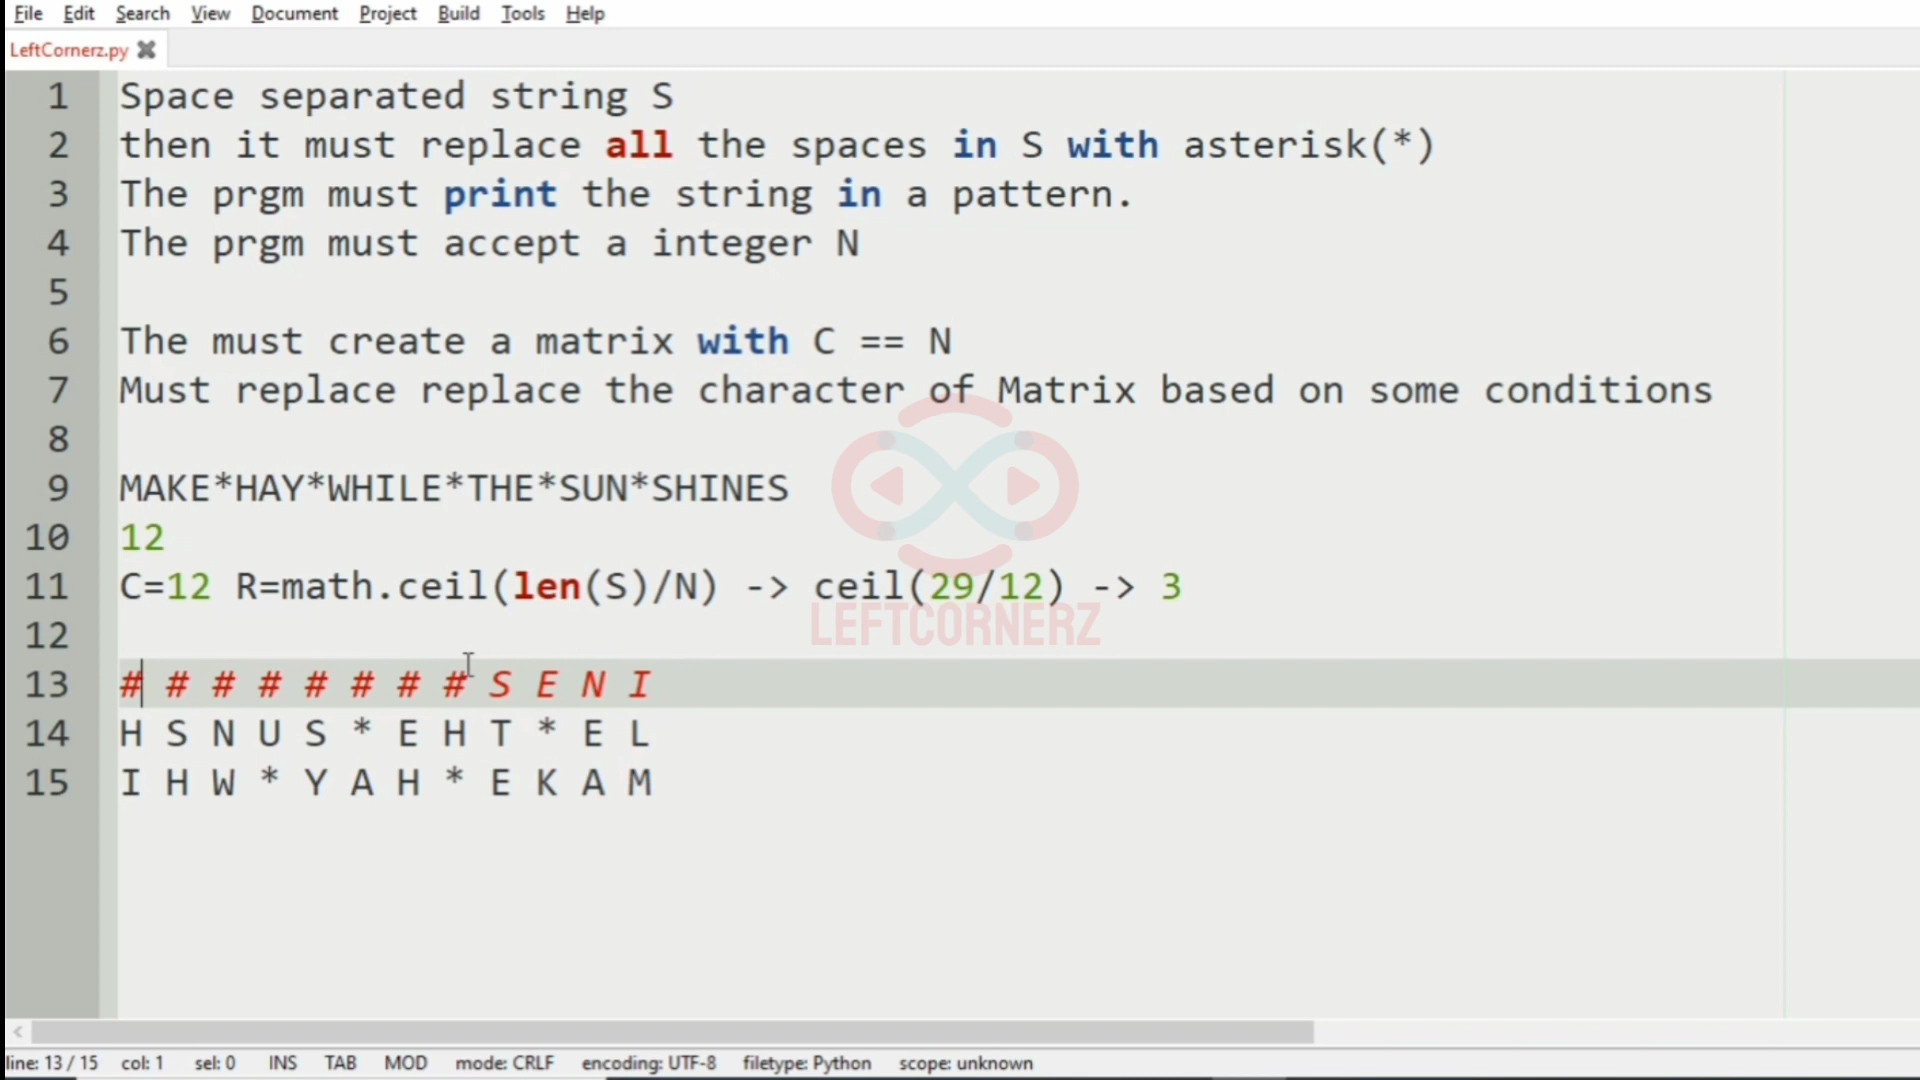 File Edit Search View Document Project Build Tools Help
LeftCornerz.py
1 Space separated string S
2 then it must replace all the spaces in S with asterisk(*)
3 The prgm must print the string in a pattern.
4 The prgm must accept a integer N
5
6 The must create a matrix with C == N
7 Must replace replace the character of Matrix based on some conditions
8
9 MAKE*HAY*WHILE*THE*SUN*SHINES
10 12
11 C=12 R=math.ceil(len(S)/N) -> ceil(29/12) -> 3
LEFTCORNERZ
12
13 # # # # # # # # S E N I
14 H S N U S * E H T * E L
15 I H W * Y A H * E K A M
line: 13 / 15 col: 1 sel: 0 INS TAB MOD mode: CRLF encoding: UTF-8 filetype: Python scope: unknown